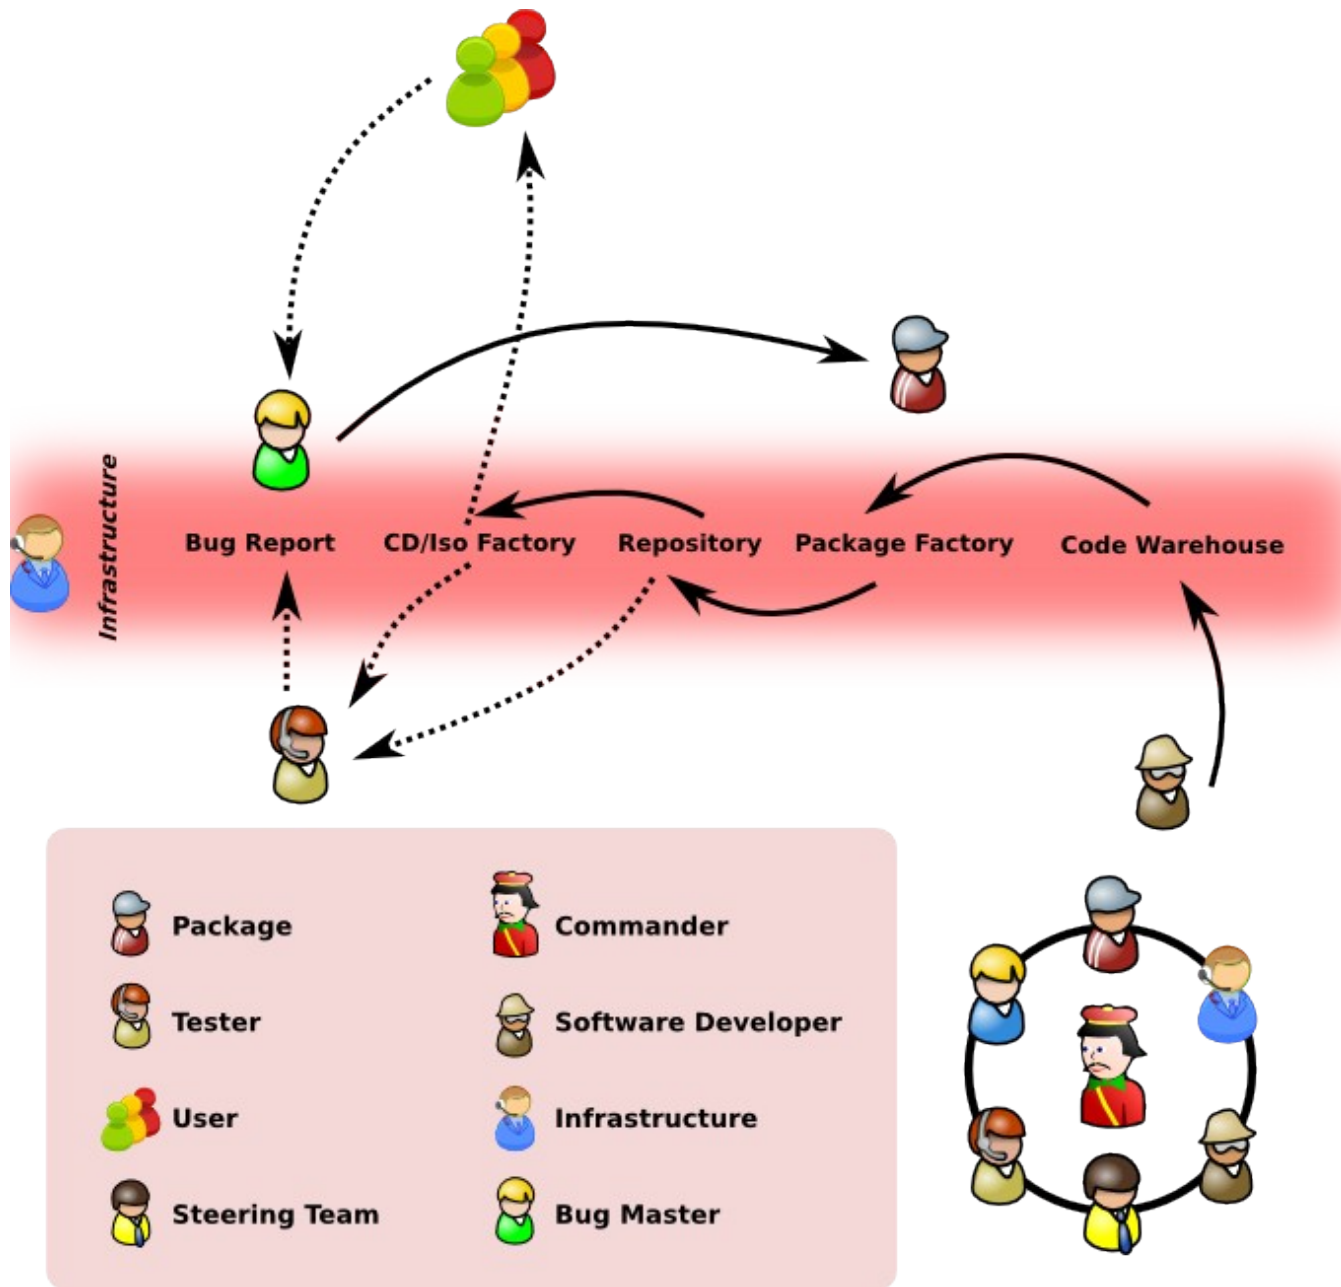 Infrastructure
Bug Report
CD/Iso Factory
Repository
Package Factory
Code Warehouse
Package
Commander
Tester
Software Developer
User
Infrastructure
Steering Team
Bug Master